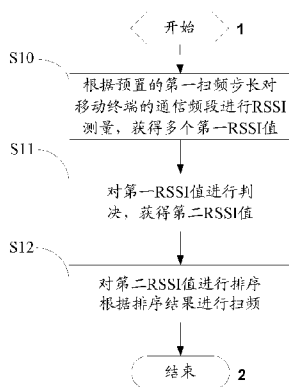 开始
1
S10
根据预置的第一扫频步长对
移动终端的通信频段进行RSSI
测量，获得多个第一RSSI值
S11
对第一RSSI值进行判
决，获得第二RSSI值
S12
对第二RSSI值进行排序
根据排序结果进行扫频
结束
2